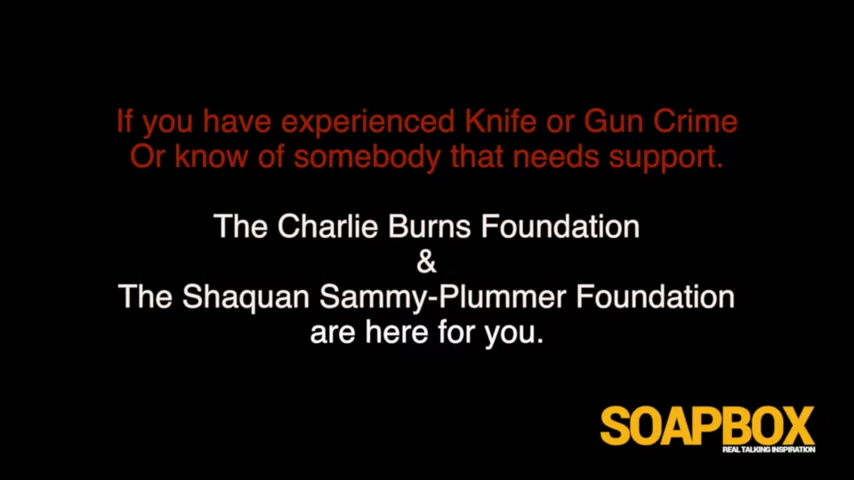 If you have experienced Knife or Gun Crime
Or know of somebody that needs support.
The Charlie Burns Foundation
&
The Shaquan Sammy-Plummer Foundation
are here for you.
SOAPBOX
REAL TALKING INSPIRATION